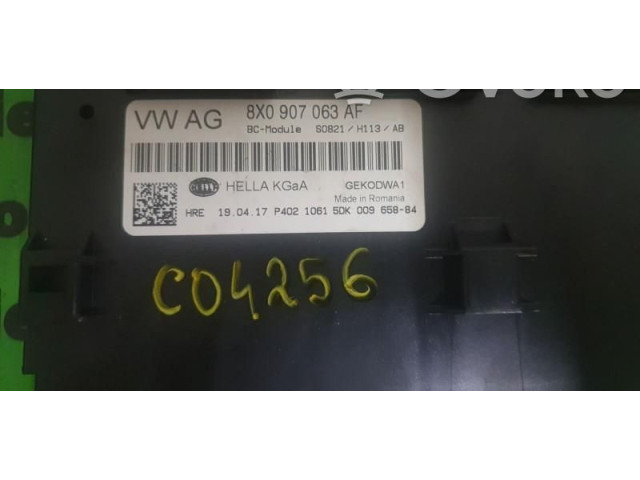 VW AG 8X0 907 063 AF
BC-Module S0821 / H113 / AB
HELLA
HELLA KGaA GEKODWA1
Made in Romania
HRE 19.04.17 P402 1061 5DK 009 658-84
C04256